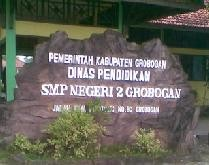 PEMERINTAH KABUPATEN GROBOGAN
DINAS PENDIDIKAN
SMP NEGERI 2 GROBOGAN
GROBOGAN